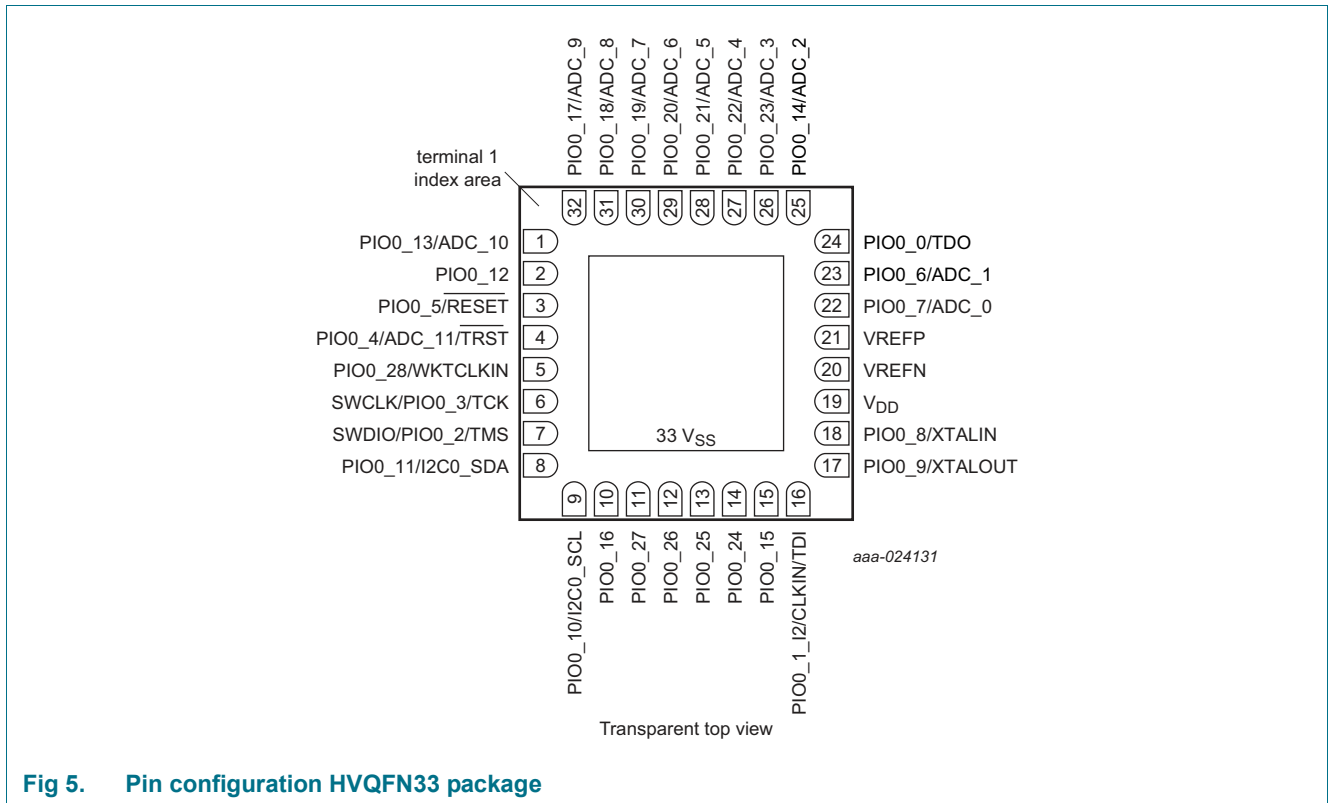 PIO0_17/ADC_9
PIO0_18/ADC_8
PIO0_19/ADC_7
PIO0_20/ADC_6
PIO0_21/ADC_5
PIO0_22/ADC_4
PIO0_23/ADC_3
PIO0_14/ADC_2
terminal 1
index area
32 31 30 29 28 27 26 25
PIO0_13/ADC_10 1
PIO0_12 2
PIO0_5/RESET 3
PIO0_4/ADC_11/TRST 4
PIO0_28/WKTCLKIN 5
SWCLK/PIO0_3/TCK 6
SWDIO/PIO0_2/TMS 7
PIO0_11/I2C0_SDA 8
24 PIO0_0/TDO
23 PIO0_6/ADC_1
22 PIO0_7/ADC_0
21 VREFP
20 VREFN
19 VDD
18 PIO0_8/XTALIN
17 PIO0_9/XTALOUT
33 VSS
9 10 11 12 13 14 15 16
PIO0_10/I2C0_SCL
PIO0_16
PIO0_27
PIO0_26
PIO0_25
PIO0_24
PIO0_15
PIO0_1_I2/CLKIN/TDI
aaa-024131
Transparent top view
Fig 5. Pin configuration HVQFN33 package